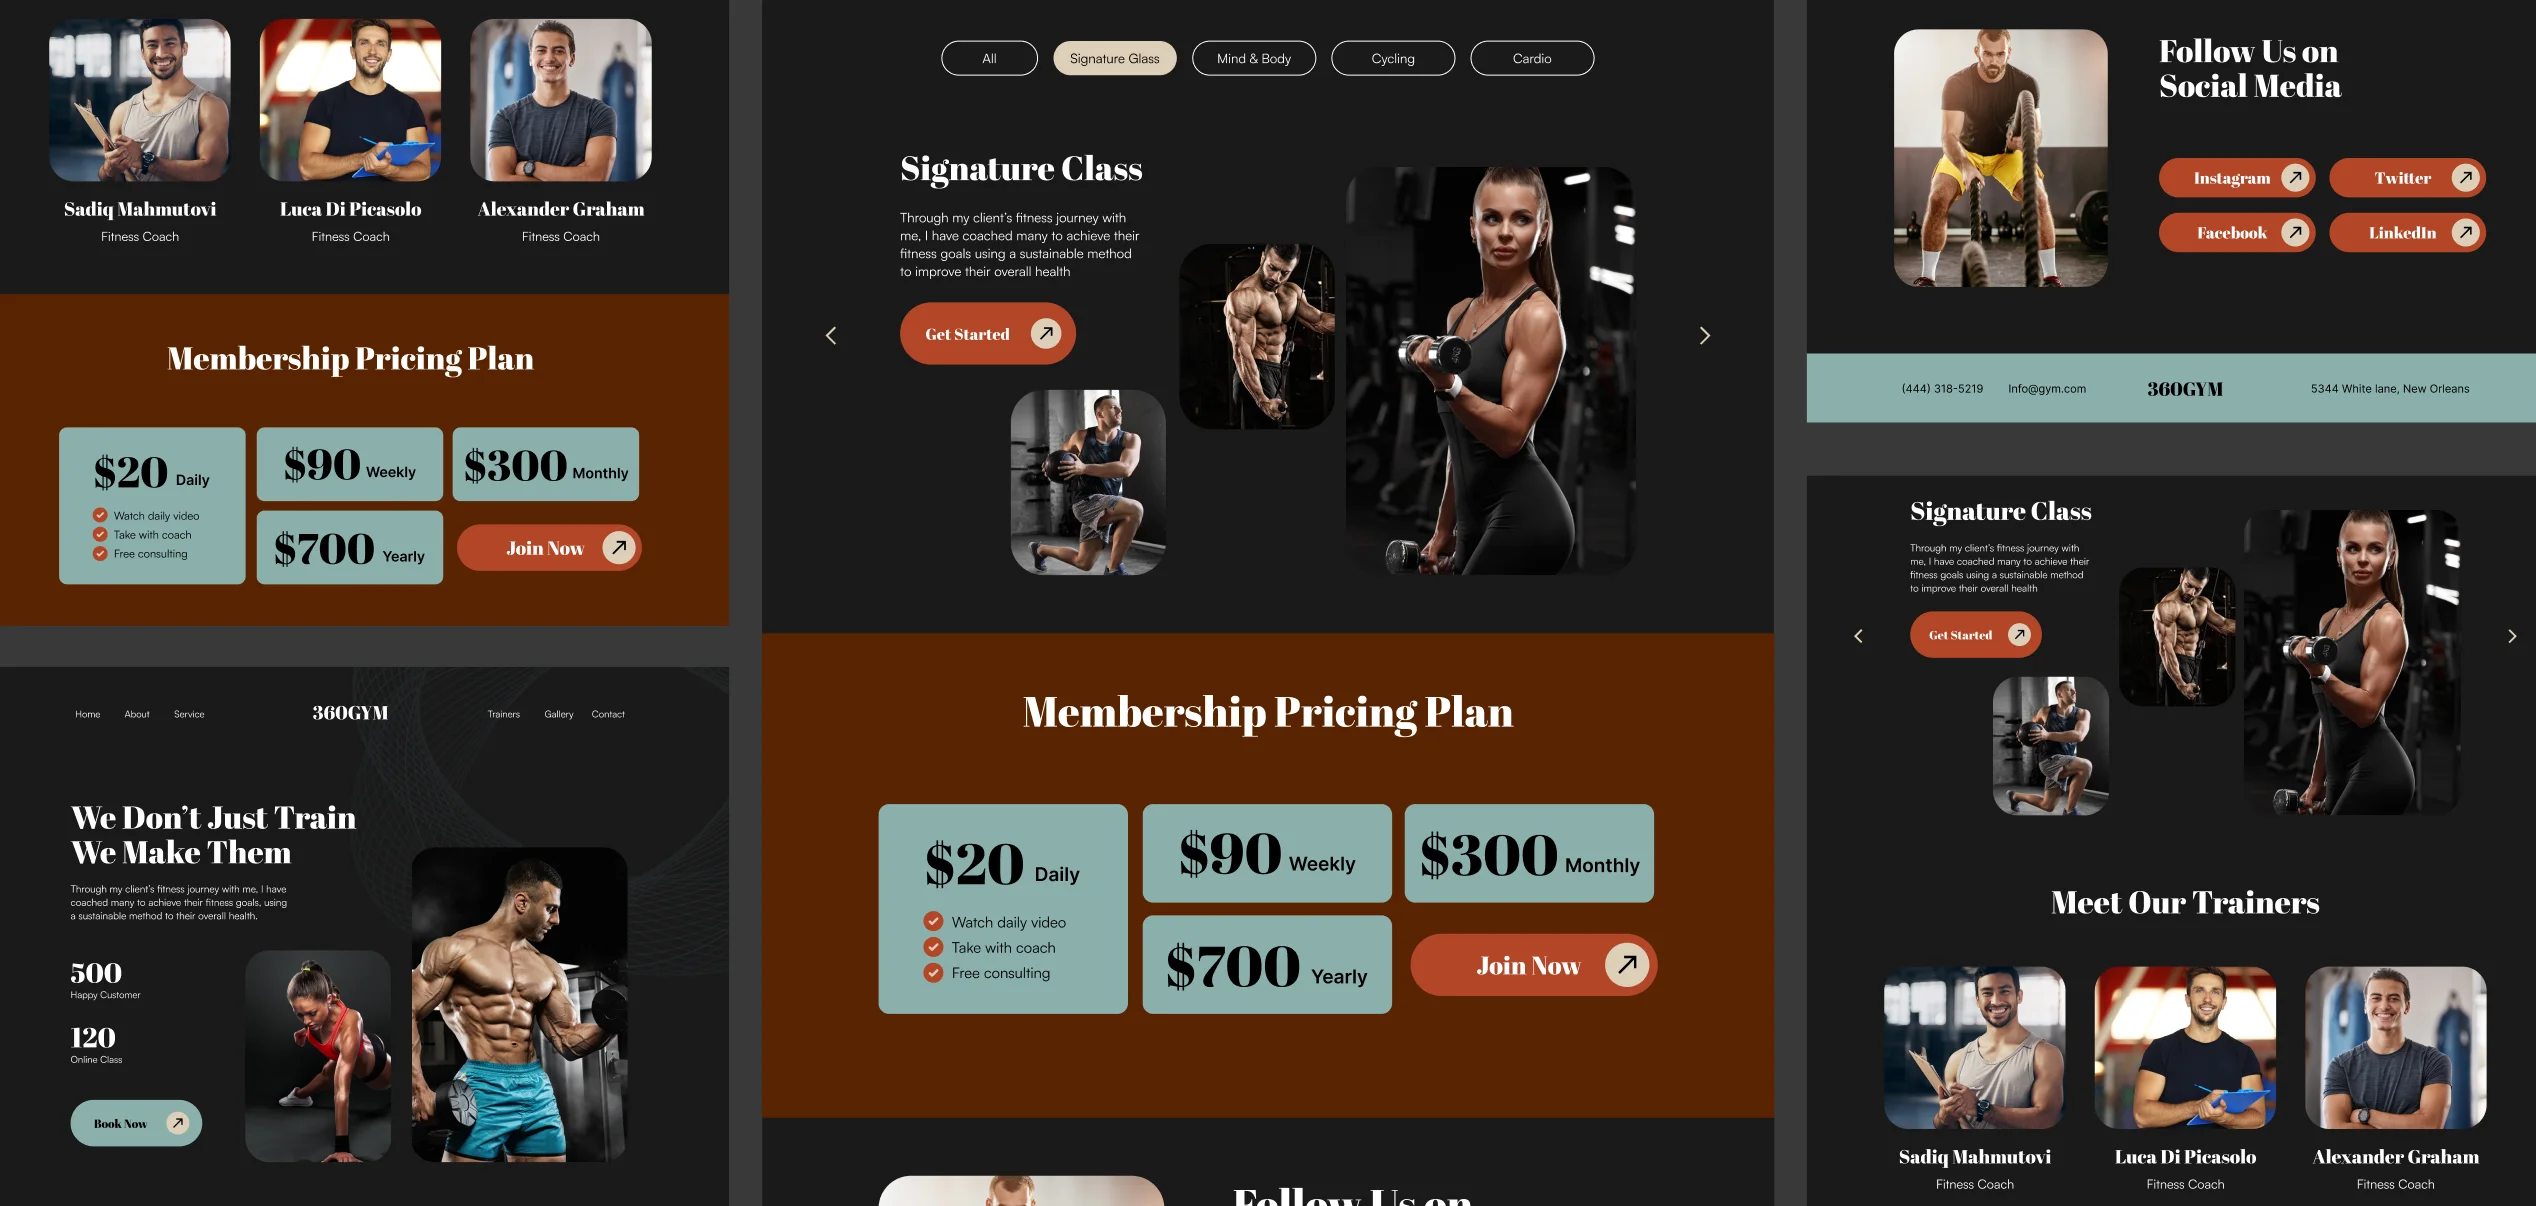 Sadiq Mahmutovi
Fitness Coach
Luca Di Picasolo
Fitness Coach
Alexander Graham
Fitness Coach
Membership Pricing Plan
$20 Daily
Watch daily video
Take with coach
Free consulting
$90 Weekly
$300 Monthly
$700 Yearly
Join Now
Home About Service 360GYM Trainers Gallery Contact
We Don’t Just Train
We Make Them
Through my client’s fitness journey with me, I have
coached many to achieve their fitness goals, using
a sustainable method to their overall health.
500
Happy Customer
120
Online Class
Book Now
All Signature Glass Mind & Body Cycling Cardio
Signature Class
Through my client’s fitness journey with
me, I have coached many to achieve their
fitness goals using a sustainable method
to improve their overall health
Get Started
Membership Pricing Plan
$20 Daily
Watch daily video
Take with coach
Free consulting
$90 Weekly
$300 Monthly
$700 Yearly
Join Now
Follow Us on
Follow Us on
Social Media
Instagram
Twitter
Facebook
LinkedIn
(444) 318-5219 Info@gym.com 360GYM 5344 White lane, New Orleans
Signature Class
Through my client’s fitness journey with
me, I have coached many to achieve their
fitness goals using a sustainable method
to improve their overall health
Get Started
Meet Our Trainers
Sadiq Mahmutovi
Fitness Coach
Luca Di Picasolo
Fitness Coach
Alexander Graham
Fitness Coach